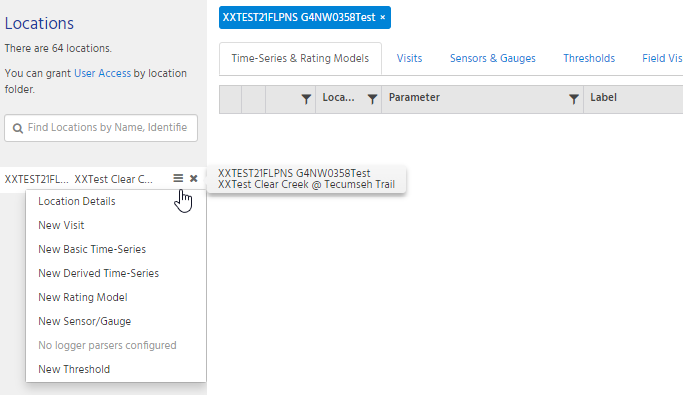 Locations
There are 64 locations.
You can grant User Access by location
folder.
Find Locations by Name, Identifie
XXTEST21FL... XXTest Clear C...
Location Details
New Visit
New Basic Time-Series
New Derived Time-Series
New Rating Model
New Sensor/Gauge
No logger parsers configured
New Threshold
XXTEST21FLPNS G4NW0358Test ×
Time-Series & Rating Models Visits Sensors & Gauges Thresholds Field Vis
Loca... Parameter Label
XXTEST21FLPNS G4NW0358Test
XXTest Clear Creek @ Tecumseh Trail